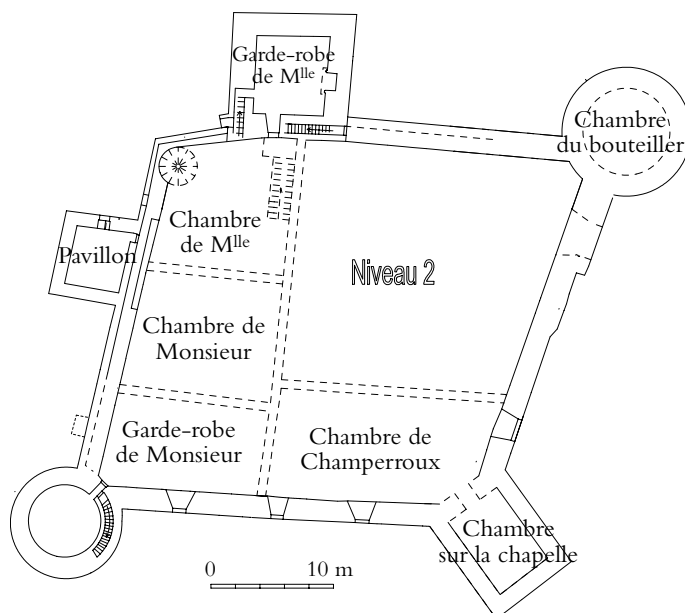 Garde-robe
de Mlle
Chambre
du bouteiller
Chambre
de Mlle
Pavillon
Niveau 2
Chambre de
Monsieur
Garde-robe
de Monsieur
Chambre de
Champerroux
Chambre
sur la chapelle
0 10 m